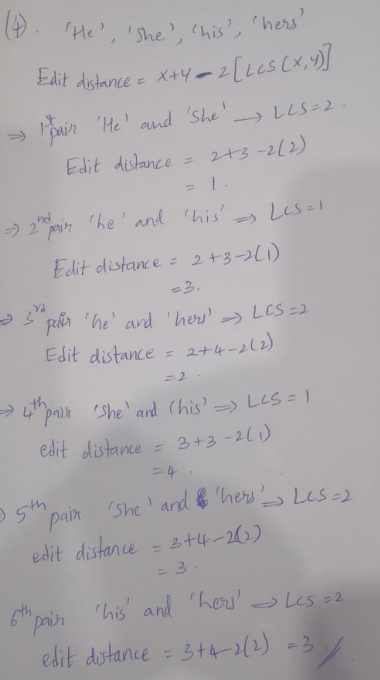 (4). 'He', 'She', 'his', 'hers'
Edit distance = x+y - 2[LCS(x,y)]
⇒ 1st pair 'He' and 'She' → LCS=2.
Edit distance = 2+3-2(2)
= 1.
⇒ 2nd pair 'he' and 'his' ⇒ LCS=1
Edit distance = 2+3-2(1)
=3.
⇒ 3rd pair 'he' and 'hers' ⇒ LCS=2
Edit distance = 2+4-2(2)
=2.
⇒ 4th pair 'She' and 'his' ⇒ LCS=1
edit distance = 3+3-2(1)
=4.
⇒ 5th pair 'She' and 'hers' ⇒ LCS=2
edit distance = 3+4-2(2)
=3.
6th pair 'his' and 'hers' ⇒ LCS=2
edit distance = 3+4-2(2) =3.